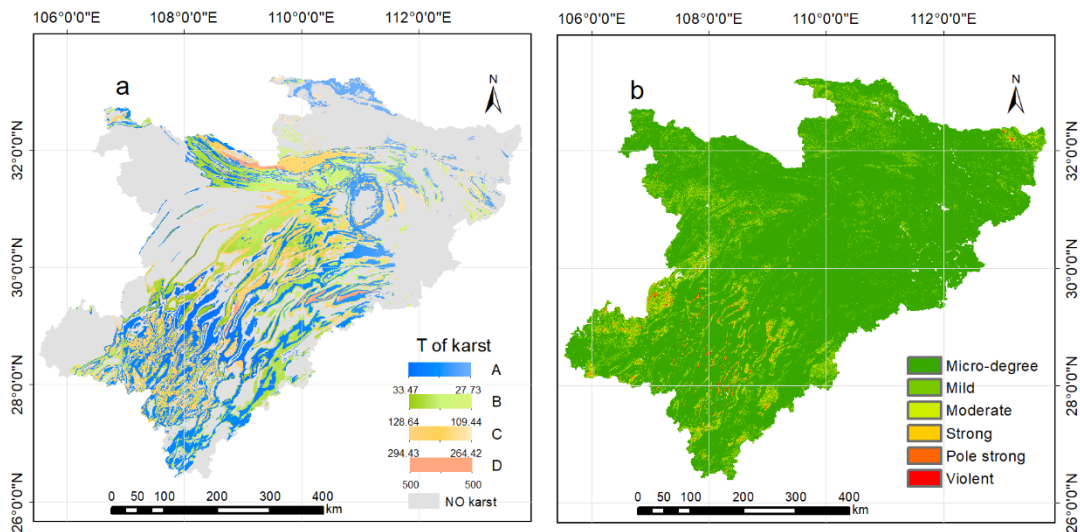 106°0'0"E 108°0'0"E 110°0'0"E 112°0'0"E
a
N
32°0'0"N
30°0'0"N
28°0'0"N
26°0'0"N
T of karst
A
33.47 27.73
B
128.64 109.44
C
294.43 264.42
D
500 500
NO karst
0 50 100 200 300 400
km
106°0'0"E 108°0'0"E 110°0'0"E 112°0'0"E
b
N
32°0'0"N
30°0'0"N
28°0'0"N
26°0'0"N
Micro-degree
Mild
Moderate
Strong
Pole strong
Violent
0 50 100 200 300 400
km